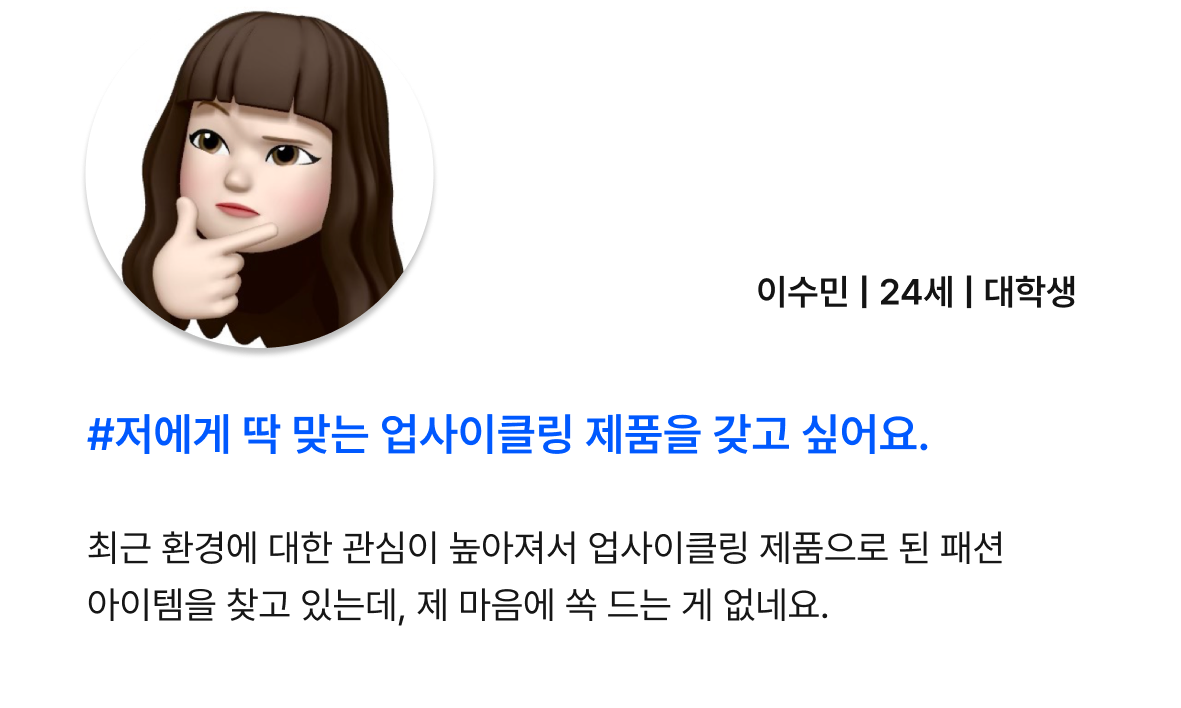 이수민 | 24세 | 대학생
#저에게 딱 맞는 업사이클링 제품을 갖고 싶어요.
최근 환경에 대한 관심이 높아져서 업사이클링 제품으로 된 패션
아이템을 찾고 있는데, 제 마음에 쏙 드는 게 없네요.